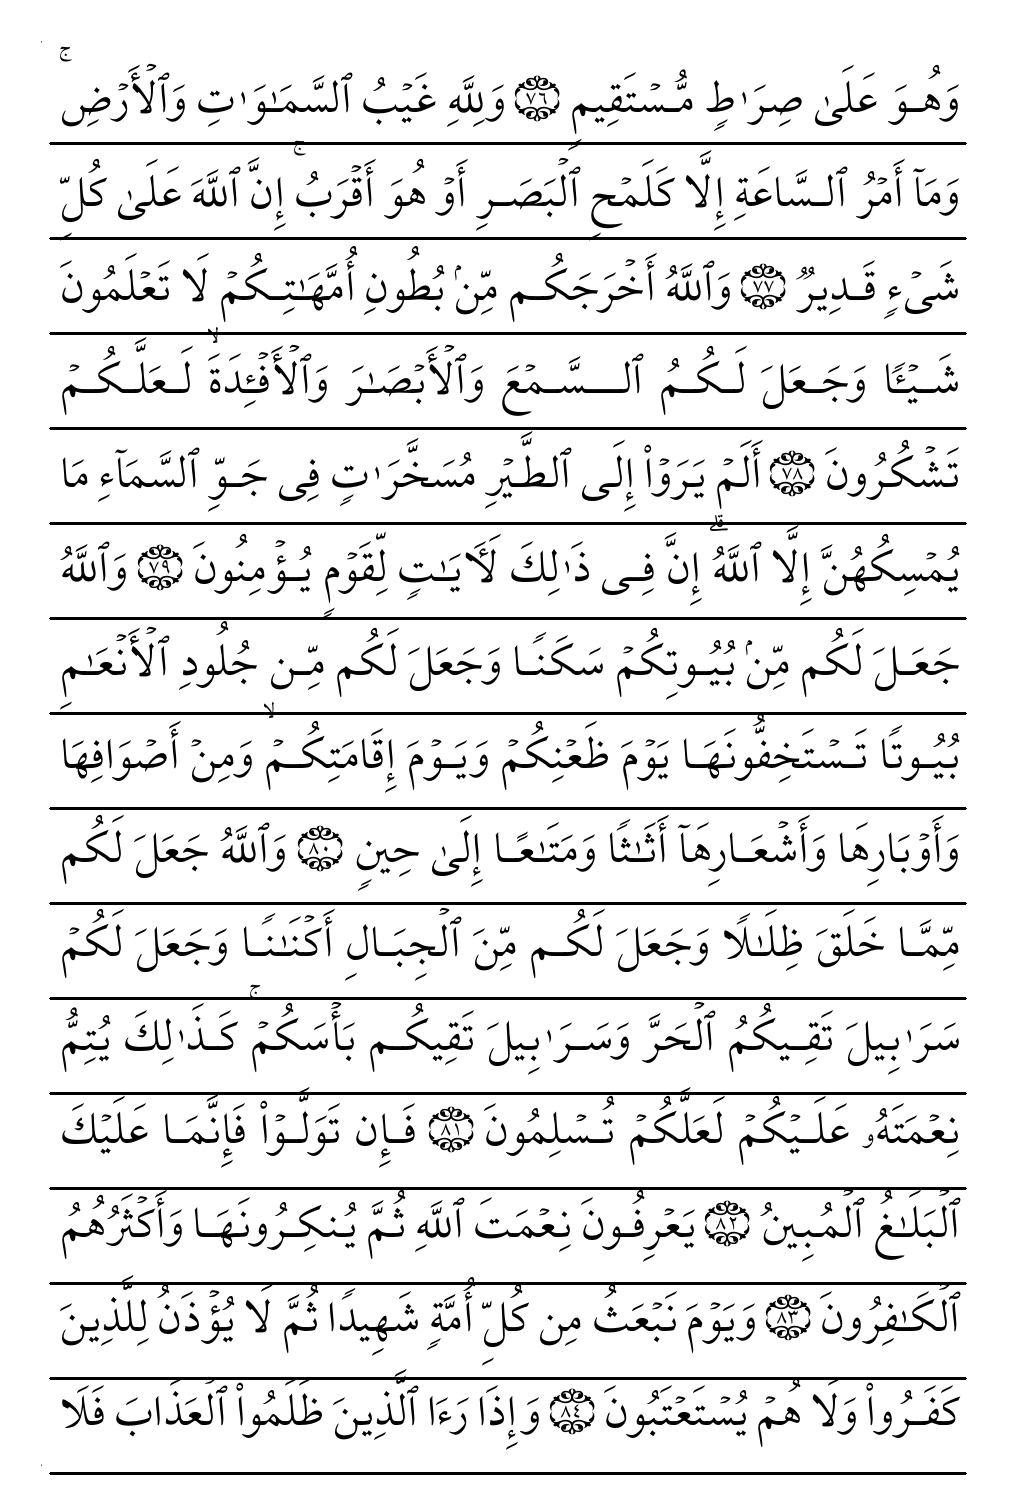 وَهُوَ عَلَىٰ صِرَٰطٍ مُّسْتَقِيمٍ ٧٦ وَلِلَّهِ غَيْبُ ٱلسَّمَـٰوَٰتِ وَٱلْأَرْضِ ۚ
وَمَآ أَمْرُ ٱلسَّاعَةِ إِلَّا كَلَمْحِ ٱلْبَصَرِ أَوْ هُوَ أَقْرَبُ ۚ إِنَّ ٱللَّهَ عَلَىٰ كُلِّ
شَىْءٍ قَدِيرٌ ٧٧ وَٱللَّهُ أَخْرَجَكُم مِّنۢ بُطُونِ أُمَّهَـٰتِكُمْ لَا تَعْلَمُونَ
شَيْـًٔا وَجَعَلَ لَكُمُ ٱلسَّمْعَ وَٱلْأَبْصَـٰرَ وَٱلْأَفْـِٔدَةَ ۙ لَعَلَّكُمْ
تَشْكُرُونَ ٧٨ أَلَمْ يَرَوْا۟ إِلَى ٱلطَّيْرِ مُسَخَّرَٰتٍ فِى جَوِّ ٱلسَّمَآءِ مَا
يُمْسِكُهُنَّ إِلَّا ٱللَّهُ ۗ إِنَّ فِى ذَٰلِكَ لَـَٔايَـٰتٍ لِّقَوْمٍ يُؤْمِنُونَ ٧٩ وَٱللَّهُ
جَعَلَ لَكُم مِّنۢ بُيُوتِكُمْ سَكَنًا وَجَعَلَ لَكُم مِّن جُلُودِ ٱلْأَنْعَـٰمِ
بُيُوتًا تَسْتَخِفُّونَهَا يَوْمَ ظَعْنِكُمْ وَيَوْمَ إِقَامَتِكُمْ ۙ وَمِنْ أَصْوَافِهَا
وَأَوْبَارِهَا وَأَشْعَارِهَآ أَثَـٰثًا وَمَتَـٰعًا إِلَىٰ حِينٍ ٨٠ وَٱللَّهُ جَعَلَ لَكُم
مِّمَّا خَلَقَ ظِلَـٰلًا وَجَعَلَ لَكُم مِّنَ ٱلْجِبَالِ أَكْنَـٰنًا وَجَعَلَ لَكُمْ
سَرَٰبِيلَ تَقِيكُمُ ٱلْحَرَّ وَسَرَٰبِيلَ تَقِيكُم بَأْسَكُمْ ۚ كَذَٰلِكَ يُتِمُّ
نِعْمَتَهُۥ عَلَيْكُمْ لَعَلَّكُمْ تُسْلِمُونَ ٨١ فَإِن تَوَلَّوْا۟ فَإِنَّمَا عَلَيْكَ
ٱلْبَلَـٰغُ ٱلْمُبِينُ ٨٢ يَعْرِفُونَ نِعْمَتَ ٱللَّهِ ثُمَّ يُنكِرُونَهَا وَأَكْثَرُهُمُ
ٱلْكَـٰفِرُونَ ٨٣ وَيَوْمَ نَبْعَثُ مِن كُلِّ أُمَّةٍ شَهِيدًا ثُمَّ لَا يُؤْذَنُ لِلَّذِينَ
كَفَرُوا۟ وَلَا هُمْ يُسْتَعْتَبُونَ ٨٤ وَإِذَا رَءَا ٱلَّذِينَ ظَلَمُوا۟ ٱلْعَذَابَ فَلَا